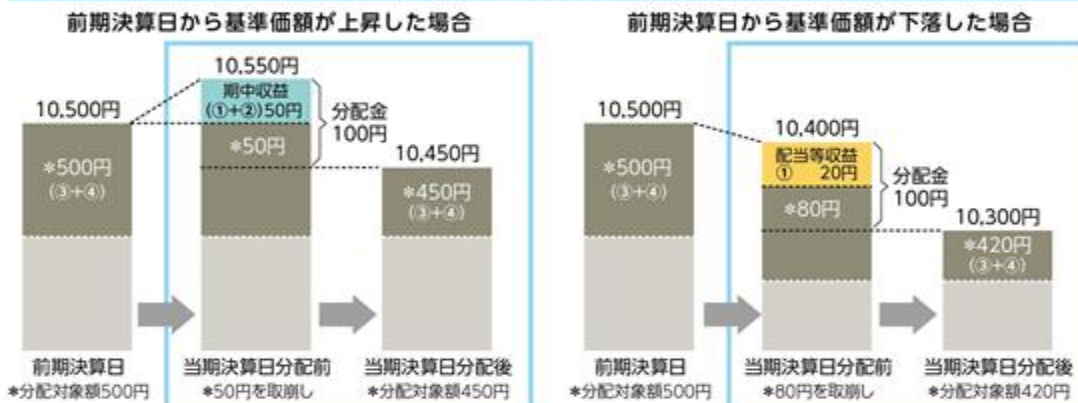 前期決算日から基準価額が上昇した場合
10,550円
10,500円
期中収益
(①+②)50円
分配金
100円
*50円
10,450円
*500円
(③+④)
*450円
(③+④)
前期決算日
*分配対象額500円
当期決算日分配前
*50円を取崩し
当期決算日分配後
*分配対象額450円
前期決算日から基準価額が下落した場合
10,500円
10,400円
配当等収益
① 20円
分配金
100円
*500円
(③+④)
*80円
10,300円
*420円
(③+④)
前期決算日
*分配対象額500円
当期決算日分配前
*80円を取崩し
当期決算日分配後
*分配対象額420円